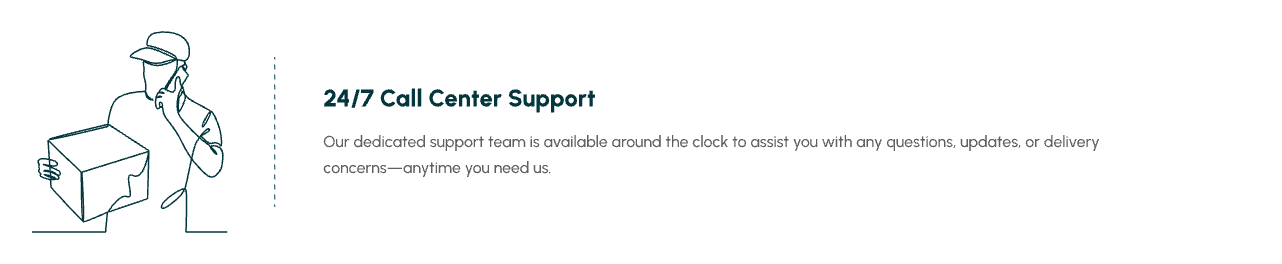 24/7 Call Center Support
Our dedicated support team is available around the clock to assist you with any questions, updates, or delivery
concerns—anytime you need us.